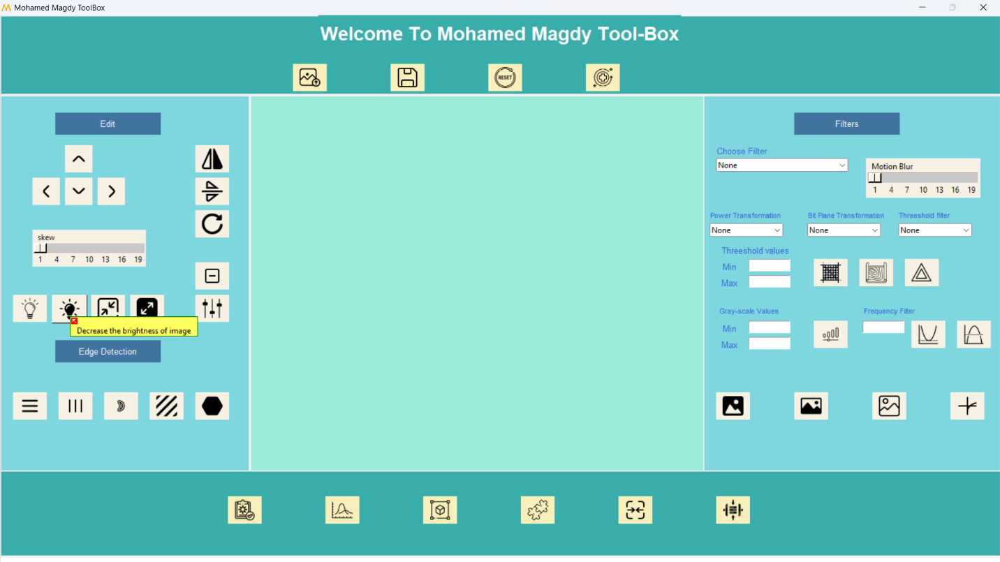 Mohamed Magdy ToolBox
Welcome To Mohamed Magdy Tool-Box
RESET
Edit
skew
1 4 7 10 13 16 19
Decrease the brightness of image
Edge Detection
Filters
Choose Filter
None
Motion Blur
1 4 7 10 13 16 19
Power Transformation
None
Bit Plane Transformation
None
Threeshold filter
None
Threeshold values
Min
Max
Gray-scale Values
Min
Max
Frequency Filter